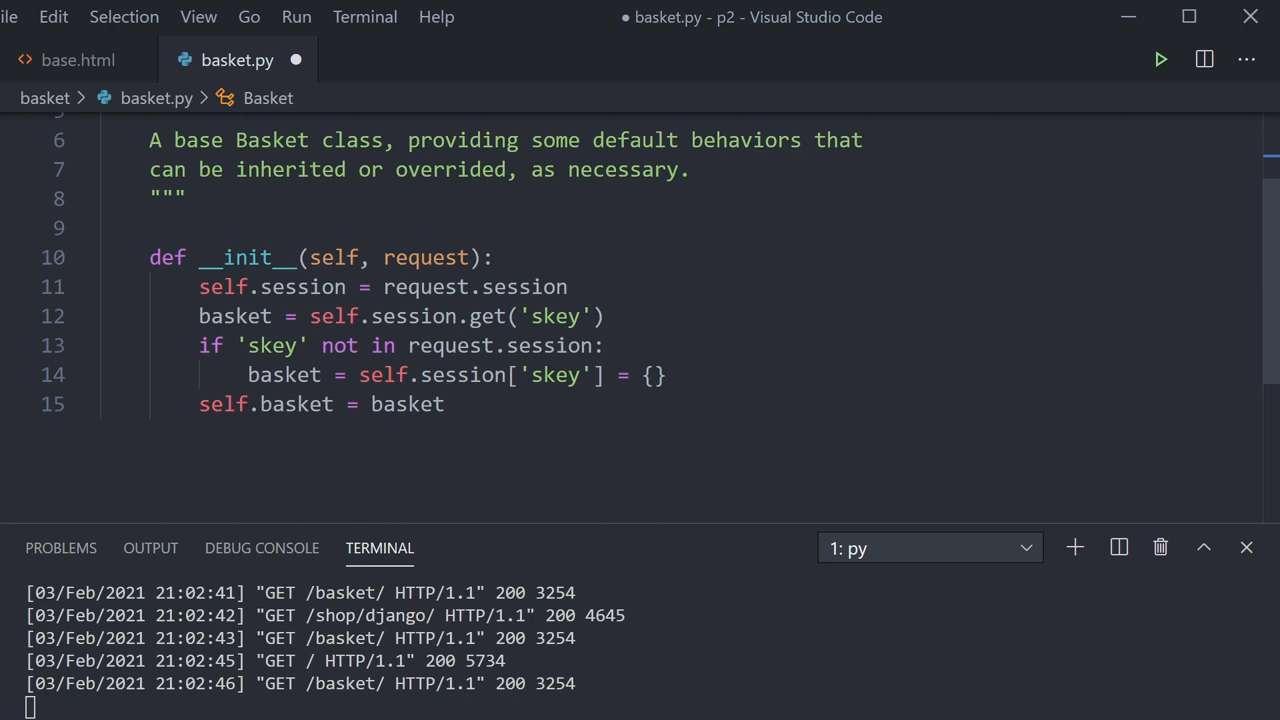 ile Edit Selection View Go Run Terminal Help ● basket.py - p2 - Visual Studio Code
base.html basket.py
basket > basket.py > Basket
5
6 A base Basket class, providing some default behaviors that
7 can be inherited or overrided, as necessary.
8 """
9
10 def __init__(self, request):
11 self.session = request.session
12 basket = self.session.get('skey')
13 if 'skey' not in request.session:
14 basket = self.session['skey'] = {}
15 self.basket = basket
PROBLEMS OUTPUT DEBUG CONSOLE TERMINAL 1: py
[03/Feb/2021 21:02:41] "GET /basket/ HTTP/1.1" 200 3254
[03/Feb/2021 21:02:42] "GET /shop/django/ HTTP/1.1" 200 4645
[03/Feb/2021 21:02:43] "GET /basket/ HTTP/1.1" 200 3254
[03/Feb/2021 21:02:45] "GET / HTTP/1.1" 200 5734
[03/Feb/2021 21:02:46] "GET /basket/ HTTP/1.1" 200 3254